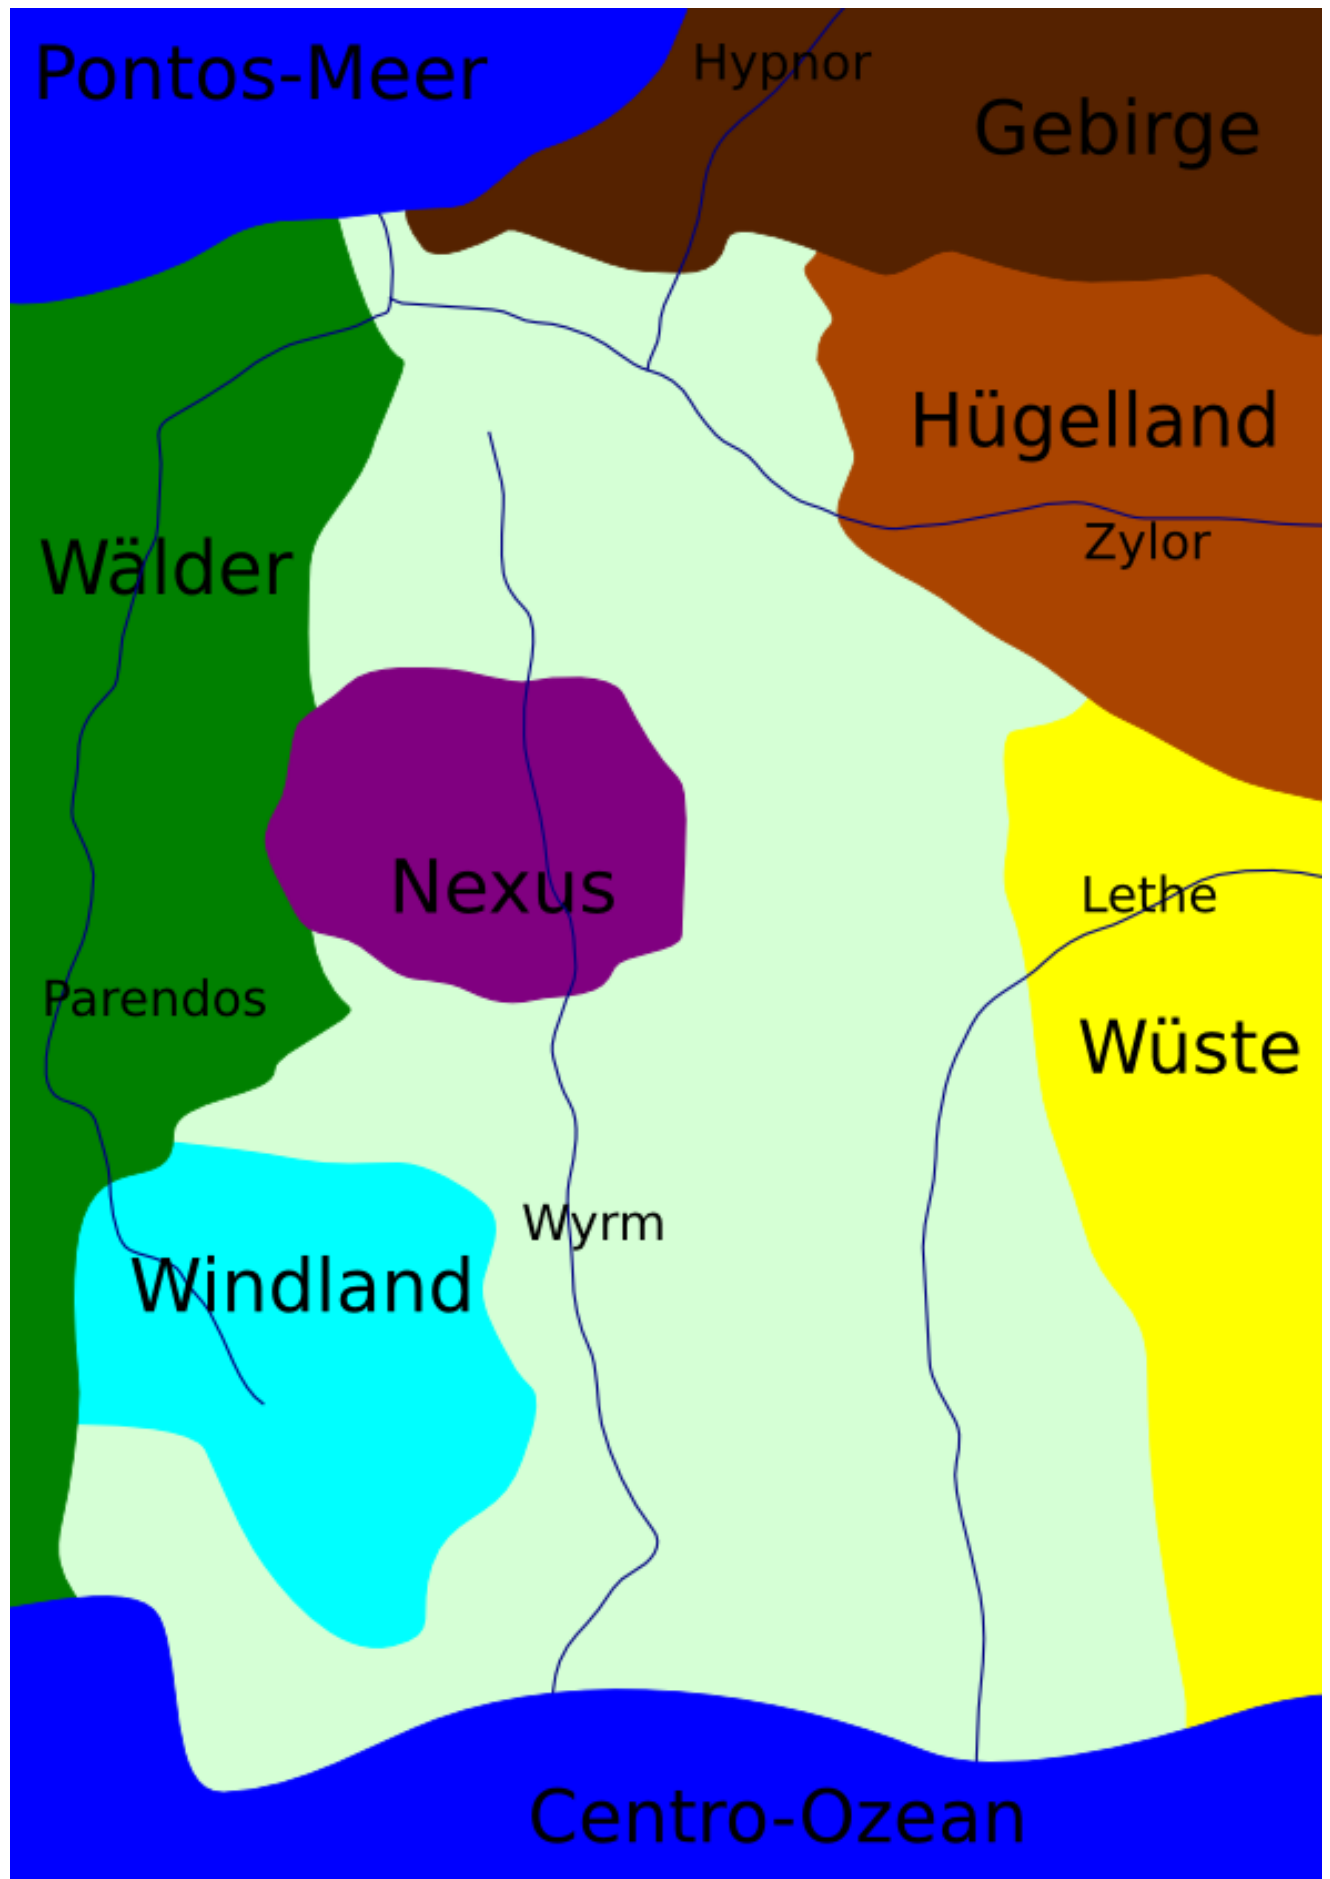 Pontos-Meer
Hypnor
Gebirge
Hügelland
Zylor
Wälder
Nexus
Lethe
Parendos
Wüste
Wyrm
Windland
Centro-Ozean